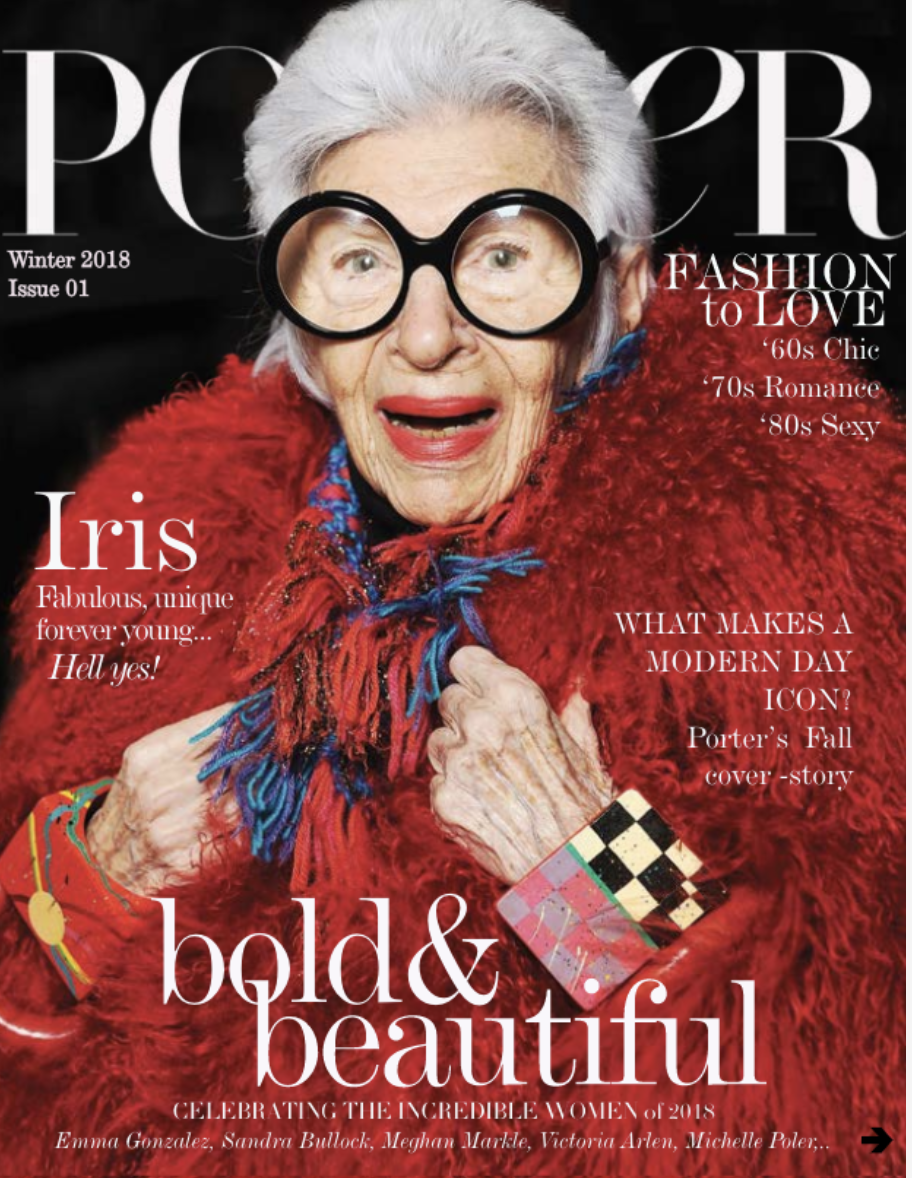 PORTER
Winter 2018
Issue 01
FASHION
to LOVE
‘60s Chic
‘70s Romance
‘80s Sexy
Iris
Fabulous, unique
forever young...
Hell yes!
WHAT MAKES A
MODERN DAY
ICON?
Porter's Fall
cover -story
bold&
beautiful
CELEBRATING THE INCREDIBLE WOMEN of 2018
Emma Gonzalez, Sandra Bullock, Meghan Markle, Victoria Arlen, Michelle Poler,..